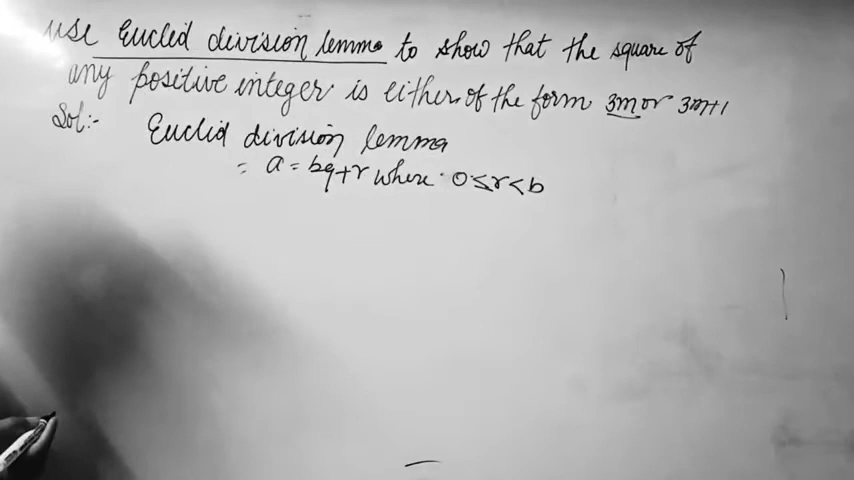 use Euclid division lemma to show that the square of
any positive integer is either of the form 3m or 3m+1
Sol:- Euclid division lemma
= a = bq+r where 0≤r<b